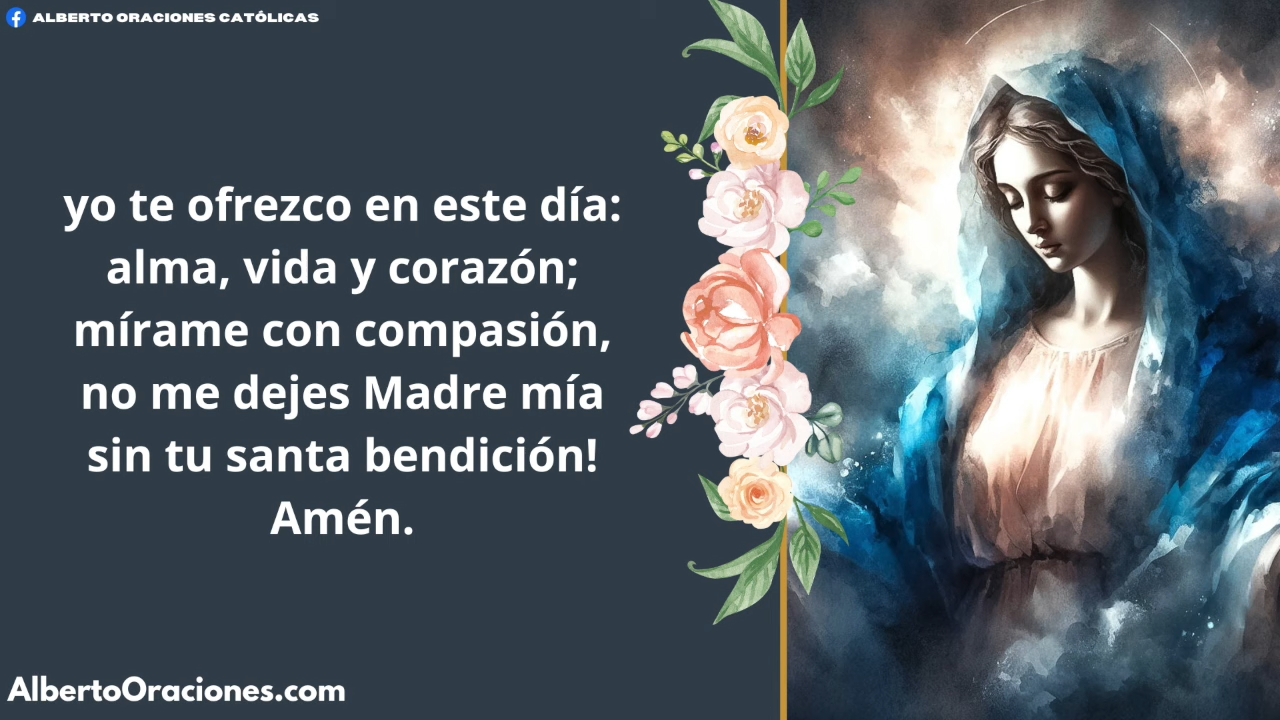 ALBERTO ORACIONES CATÓLICAS
yo te ofrezco en este día:
alma, vida y corazón;
mírame con compasión,
no me dejes Madre mía
sin tu santa bendición!
Amén.
AlbertoOraciones.com